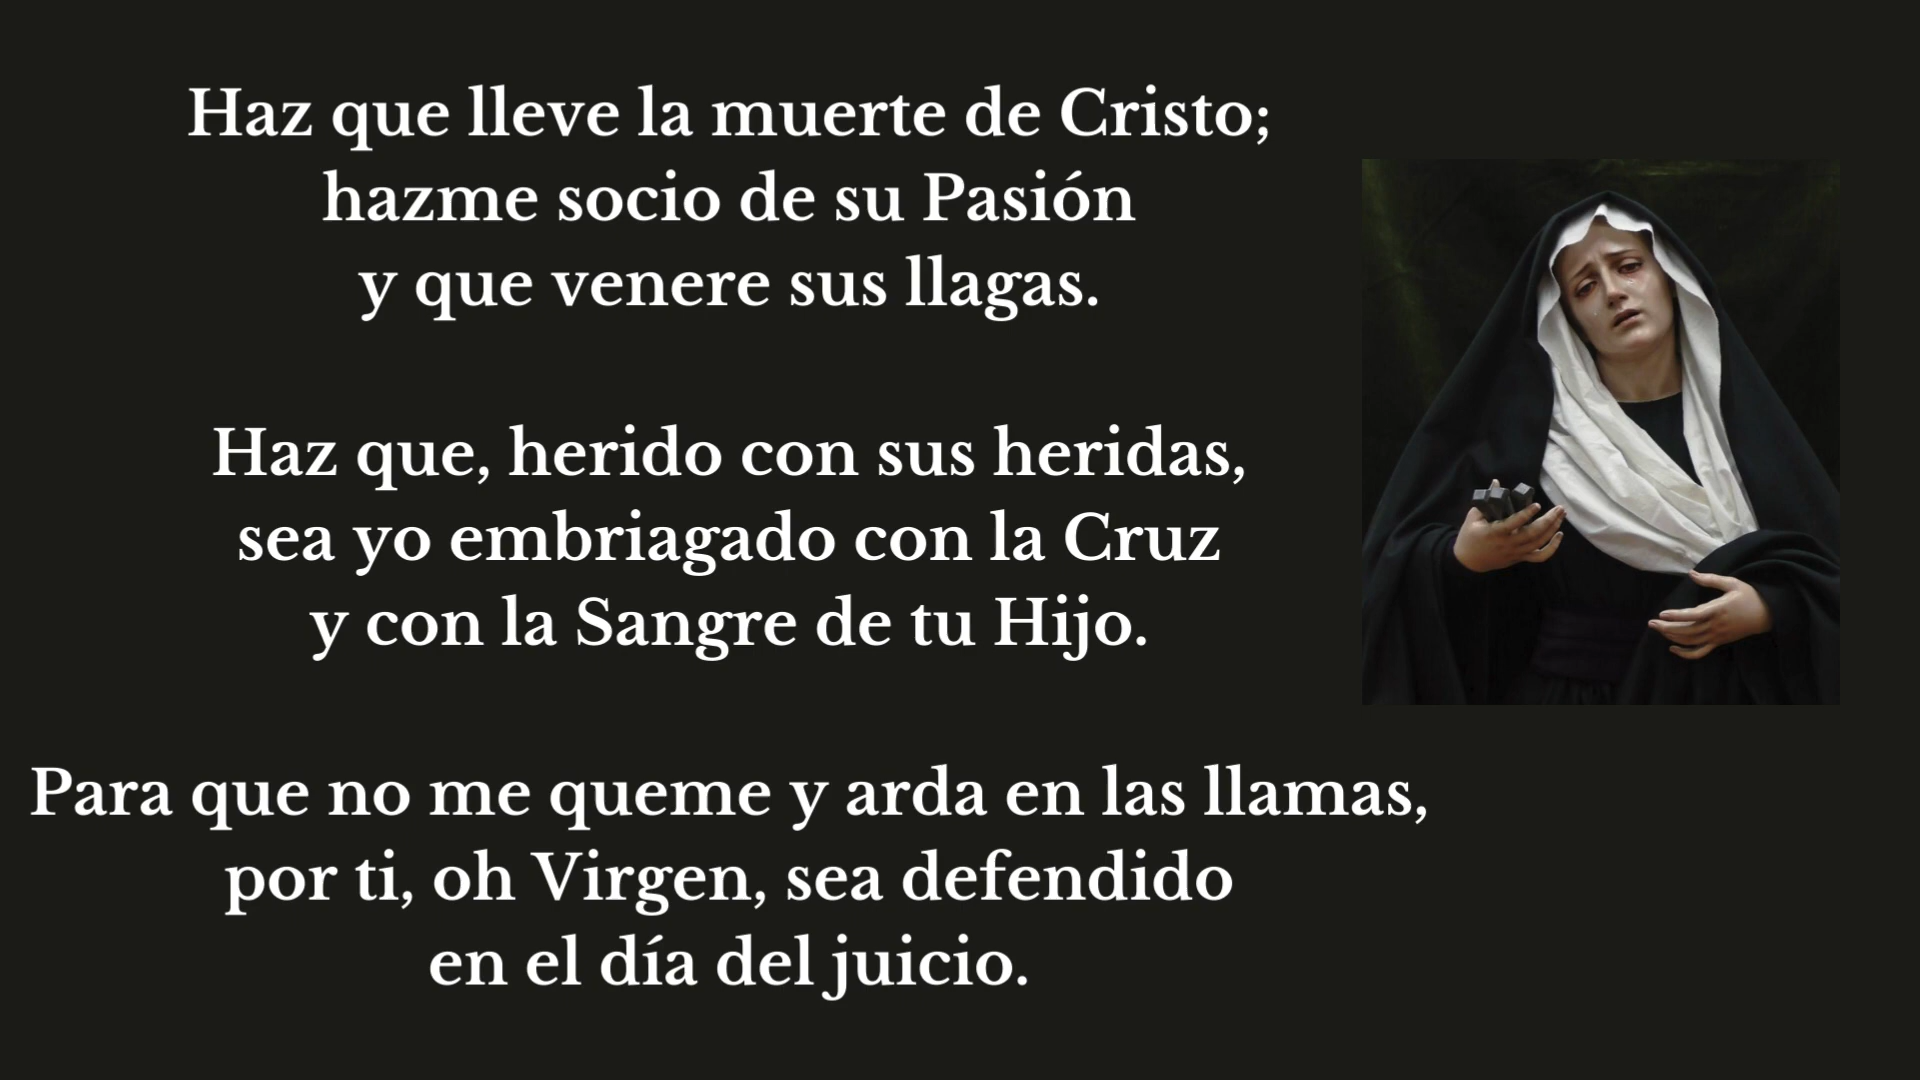 Haz que lleve la muerte de Cristo;
hazme socio de su Pasión
y que venere sus llagas.
Haz que, herido con sus heridas,
sea yo embriagado con la Cruz
y con la Sangre de tu Hijo.
Para que no me queme y arda en las llamas,
por ti, oh Virgen, sea defendido
en el día del juicio.